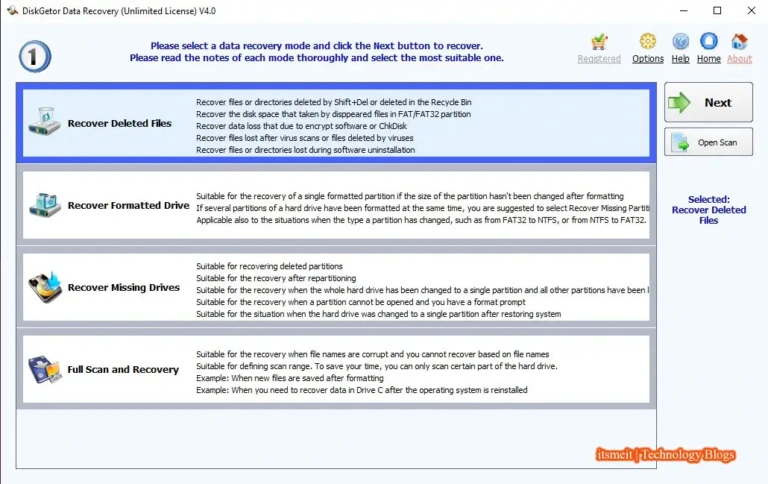 DiskGetor Data Recovery (Unlimited License) V4.0
1
Please select a data recovery mode and click the Next button to recover.
Please read the notes of each mode thoroughly and select the most suitable one.
Registered
Options
Help
Home
About
Recover Deleted Files
Recover files or directories deleted by Shift+Del or deleted in the Recycle Bin
Recover the disk space that taken by disppeared files in FAT/FAT32 partition
Recover data loss that due to encrypt software or ChkDisk
Recover files lost after virus scans or files deleted by viruses
Recover files or directories lost during software uninstallation
Next
Open Scan
Selected:
Recover Deleted
Files
Recover Formatted Drive
Suitable for the recovery of a single formatted partition if the size of the partition hasn't been changed after formatting
If several partitions of a hard drive have been formatted at the same time, you are suggested to select Recover Missing Partiti
Applicable also to the situations when the type a partition has changed, such as from FAT32 to NTFS, or from NTFS to FAT32.
Recover Missing Drives
Suitable for recovering deleted partitions
Suitable for the recovery after repartitioning
Suitable for the recovery when the whole hard drive has been changed to a single partition and all other partitions have been l
Suitable for the recovery when a partition cannot be opened and you have a format prompt
Suitable for the situation when the hard drive was changed to a single partition after restoring system
Full Scan and Recovery
Suitable for the recovery when file names are corrupt and you cannot recover based on file names
Suitable for defining scan range. To save your time, you can only scan certain part of the hard drive.
Example: When new files are saved after formatting
Example: When you need to recover data in Drive C after the operating system is reinstalled
itsmeit | Technology Blogs